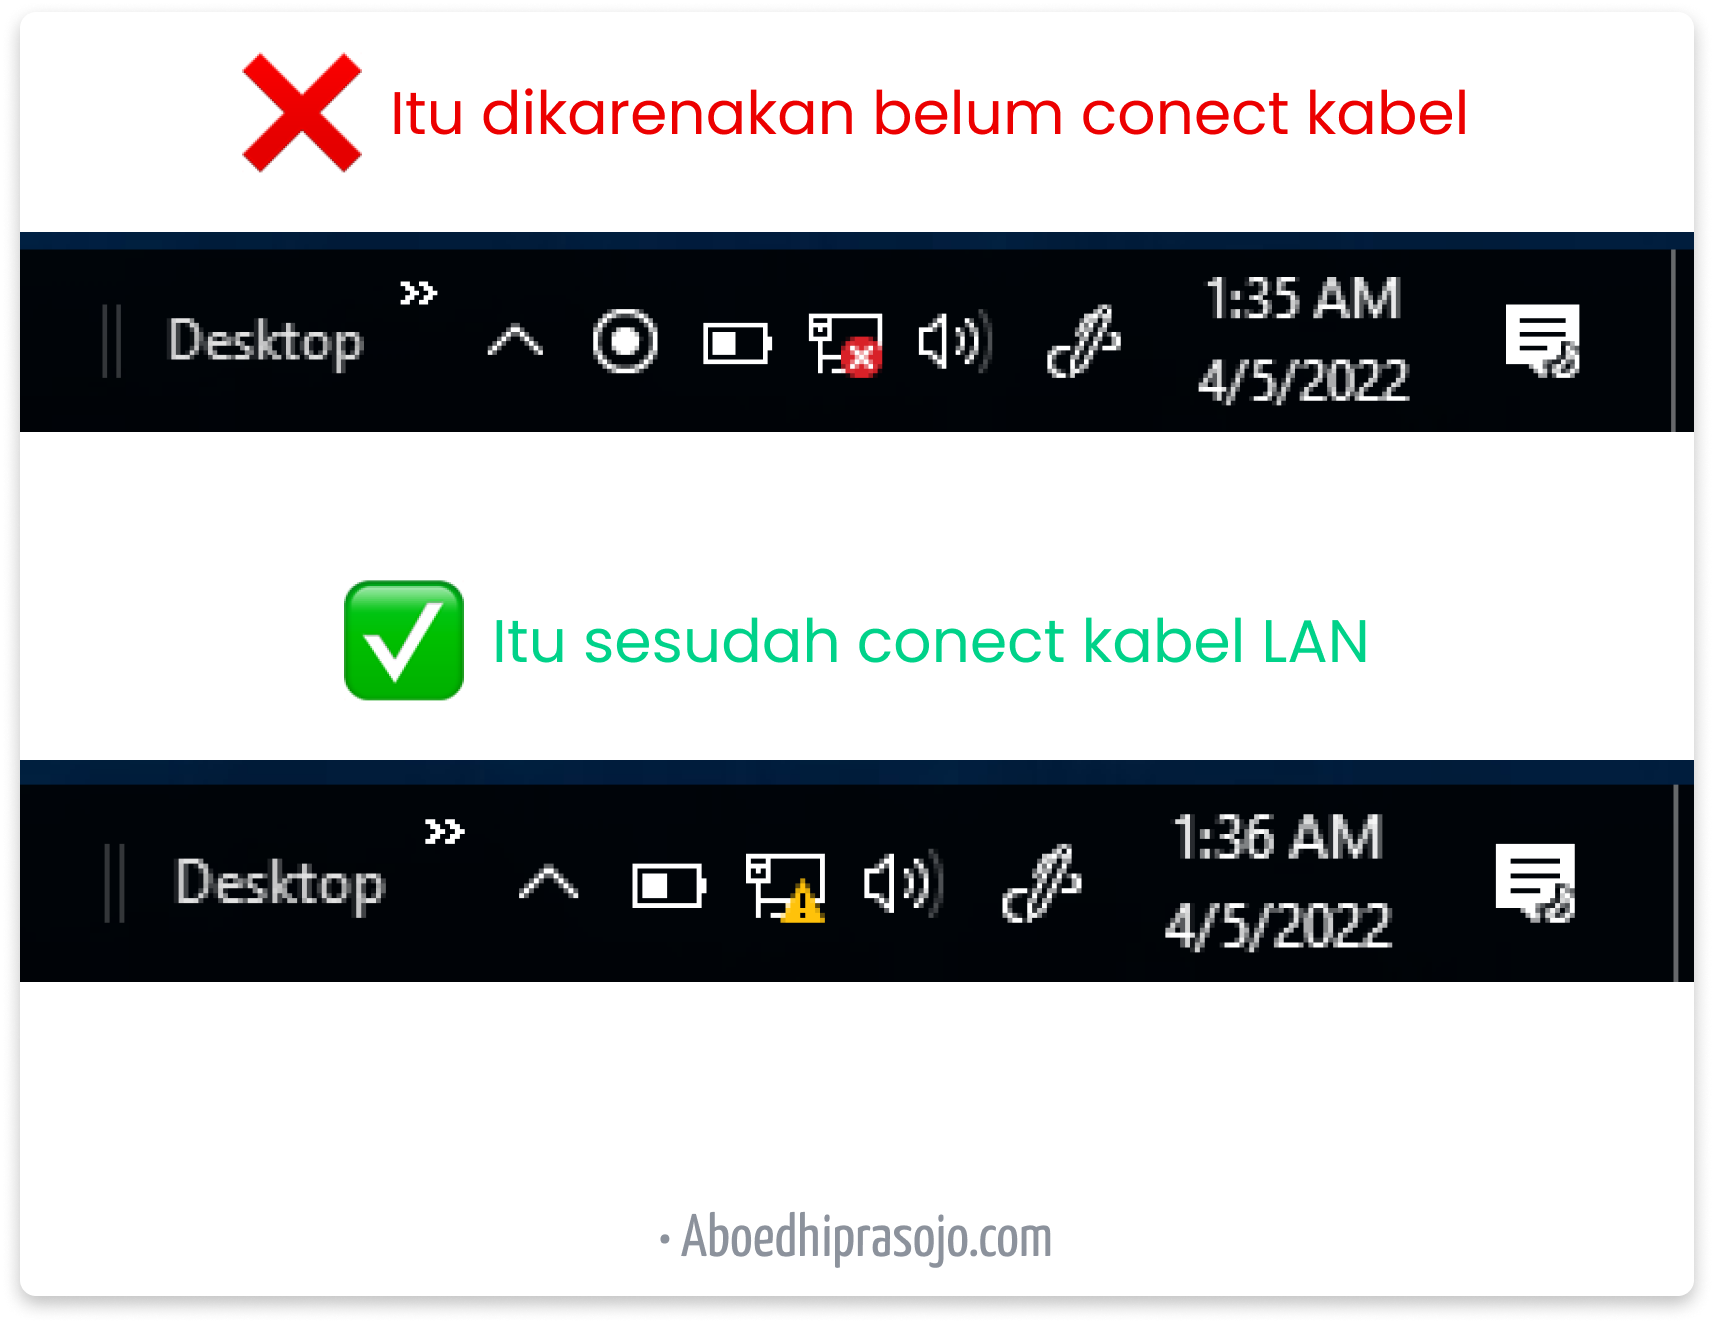 Itu dikarenakan belum conect kabel
Desktop
1:35 AM
4/5/2022
Itu sesudah conect kabel LAN
Desktop
1:36 AM
4/5/2022
• Aboedhiprasojo.com